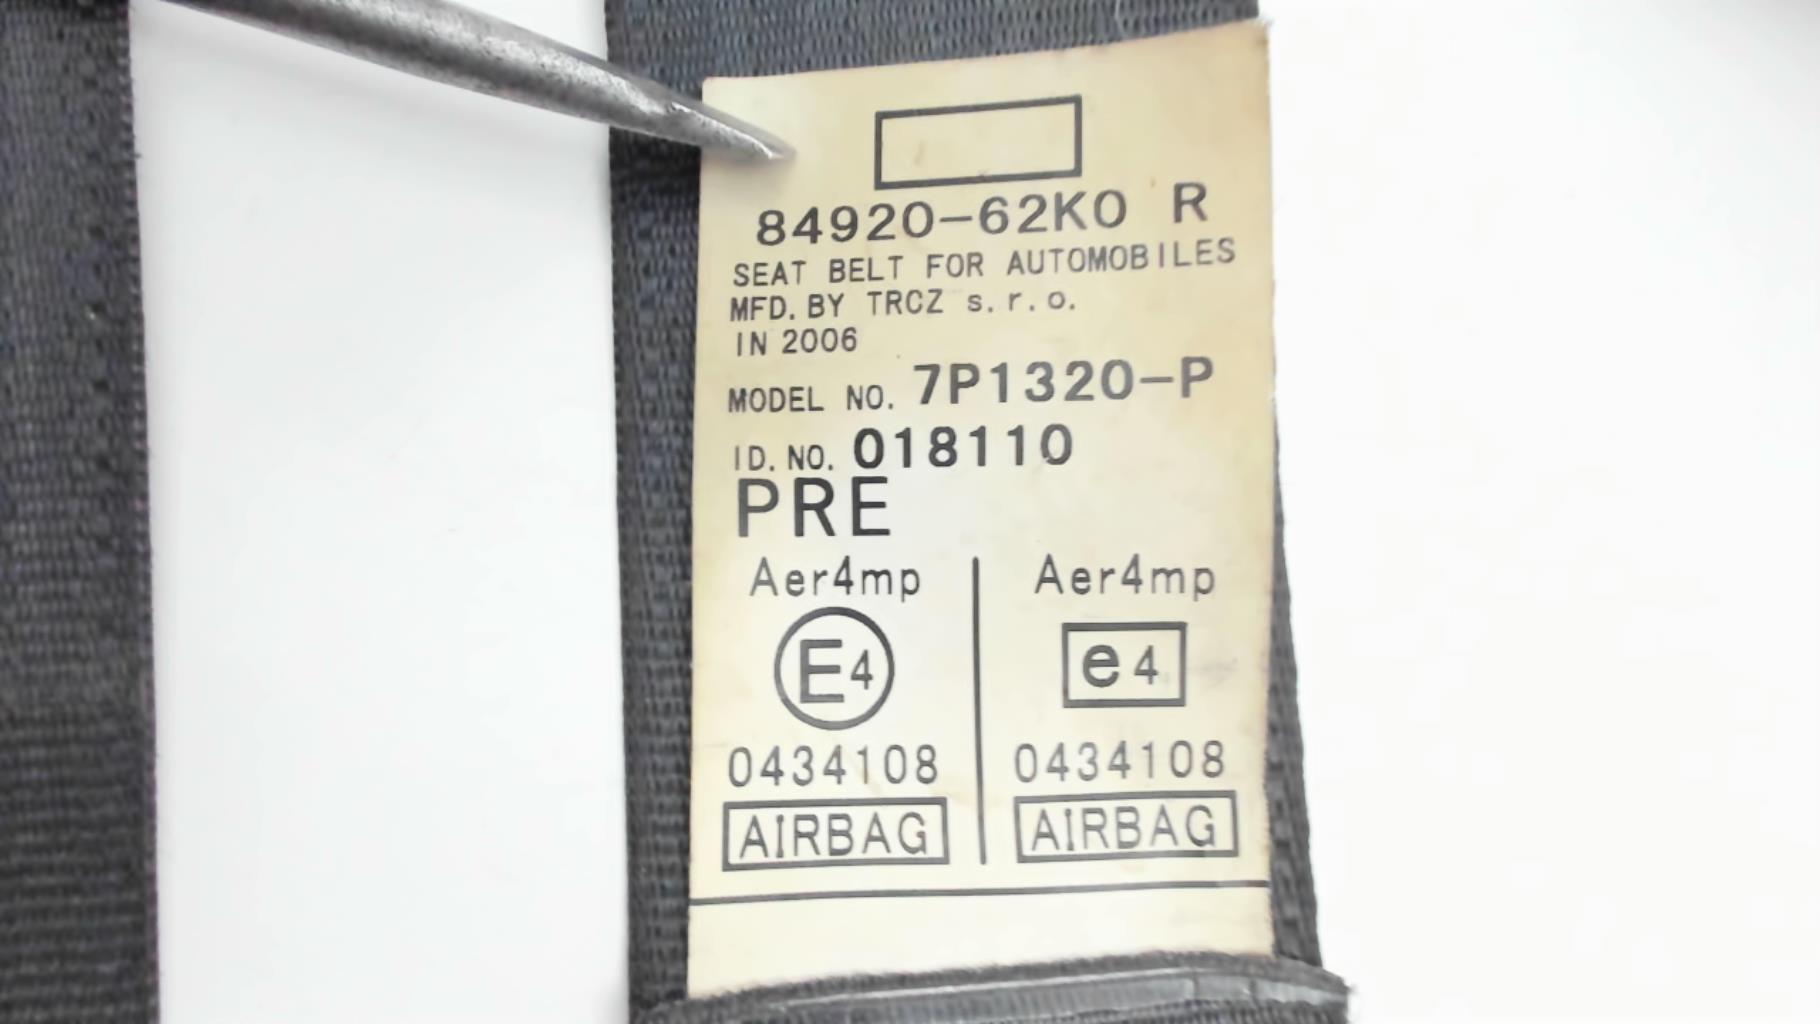 84920-62K0 R
SEAT BELT FOR AUTOMOBILES
MFD. BY TRCZ s.r.o.
IN 2006
MODEL NO. 7P1320-P
ID. NO. 018110
PRE
Aer4mp Aer4mp
E4 e4
0434108 0434108
AIRBAG AIRBAG